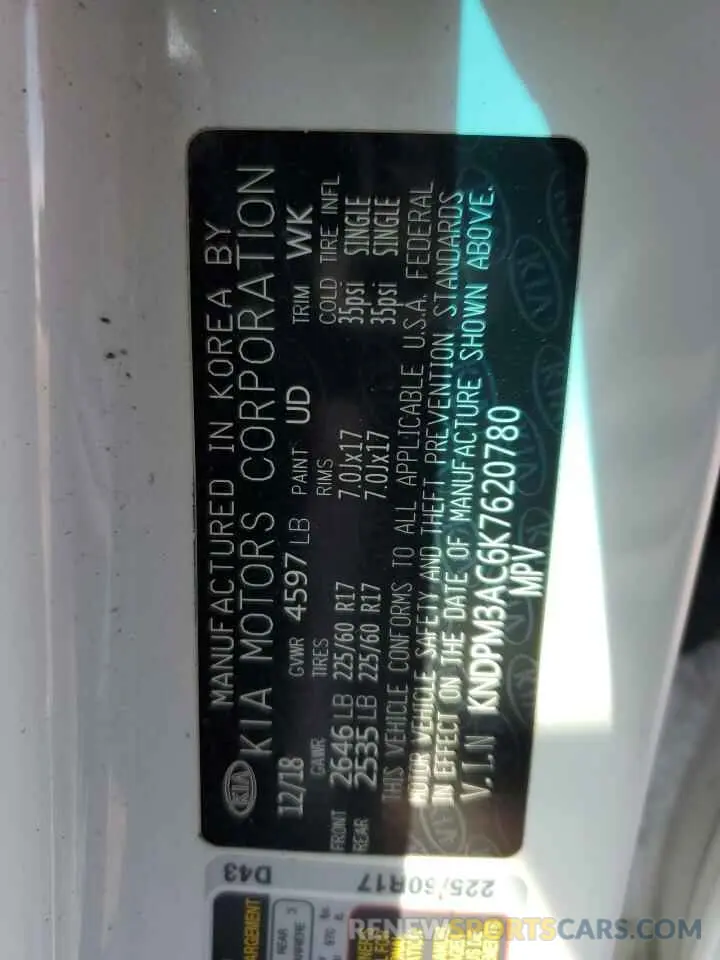 MANUFACTURED IN KOREA BY
KIA KIA MOTORS CORPORATION
12/18 GVWR 4597 LB PAINT UD TRIM WK
GAWR TIRES RIMS COLD TIRE INFL
FRONT 2646 LB 225/60 R17 7.0Jx17 35psi SINGLE
REAR 2535 LB 225/60 R17 7.0Jx17 35psi SINGLE
THIS VEHICLE CONFORMS TO ALL APPLICABLE U.S.A. FEDERAL
MOTOR VEHICLE SAFETY AND THEFT PREVENTION STANDARDS
IN EFFECT ON THE DATE OF MANUFACTURE SHOWN ABOVE.
V.I.N KNDPM3AC6K7620780
MPV
D43
225/60R17
REAR
RENEWSPORTSCARS.COM